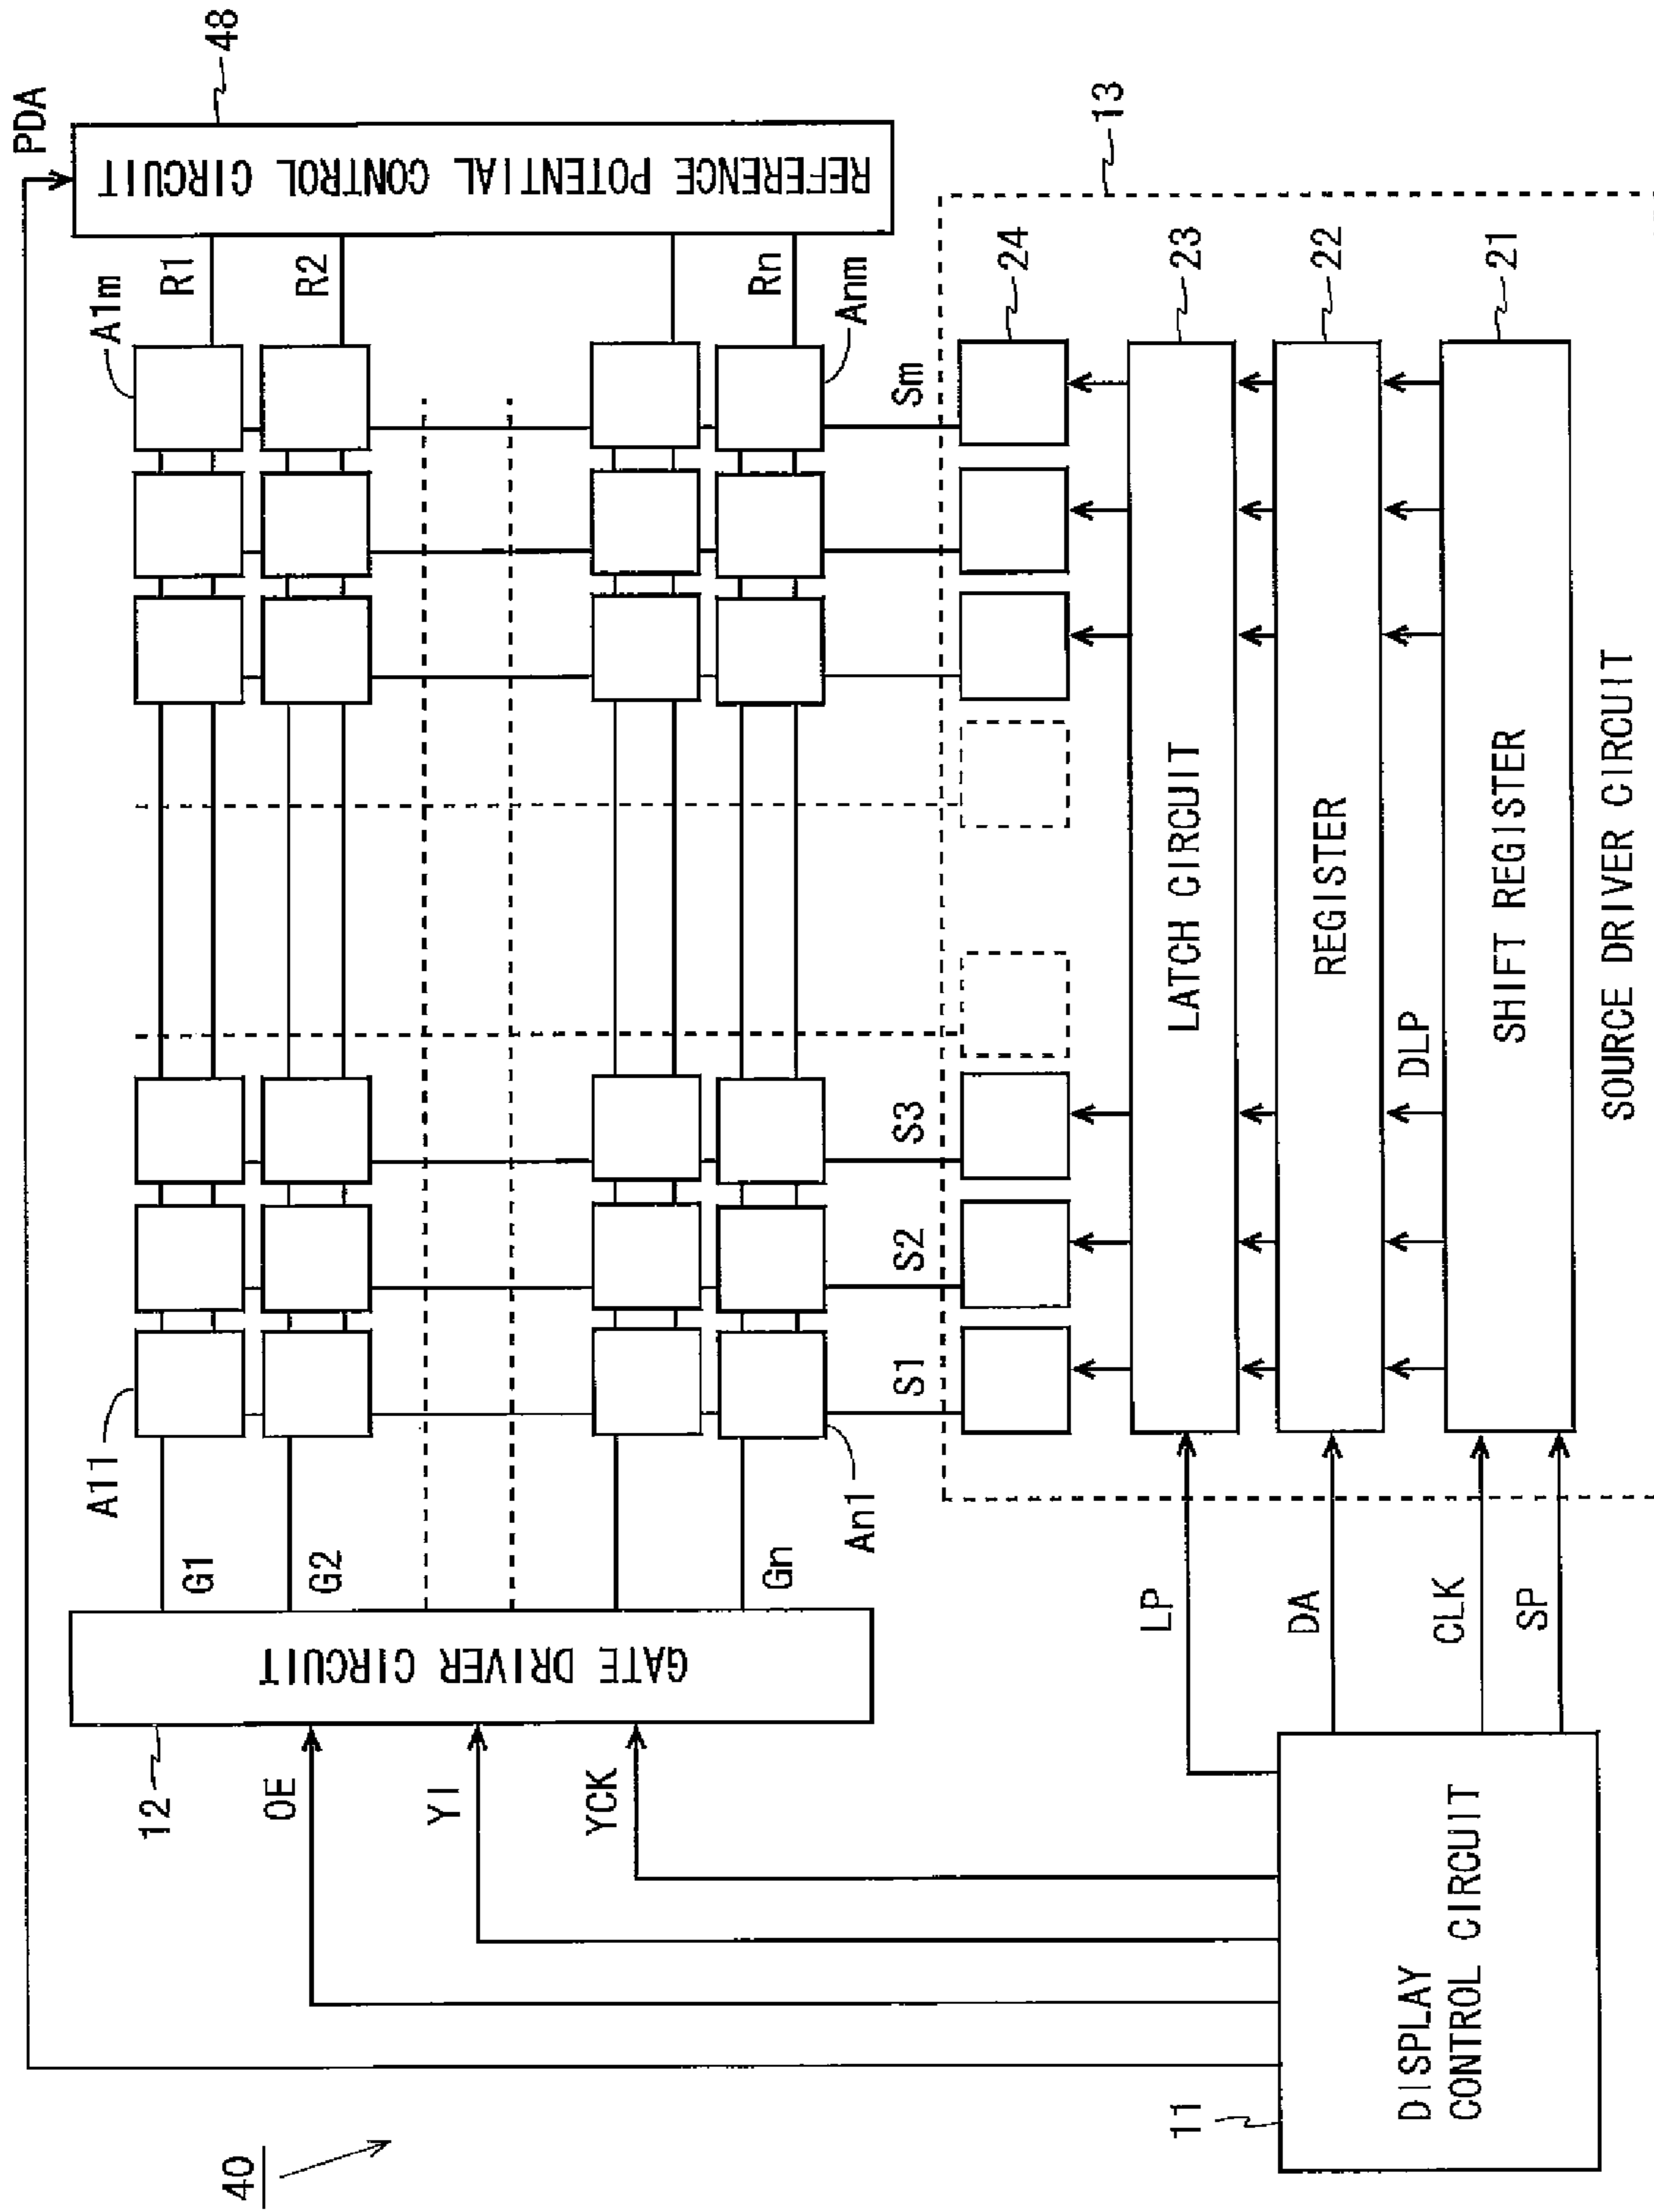 40
PDA
48
REFERENCE POTENTIAL CONTROL CIRCUIT
R1
R2
Rn
A11
A1m
An1
Anm
G1
G2
Gn
GATE DRIVER CIRCUIT
12
OE
YI
YCK
S1
S2
S3
Sm
13
24
LATCH CIRCUIT
23
REGISTER
22
DLP
SHIFT REGISTER
21
SOURCE DRIVER CIRCUIT
LP
DA
CLK
SP
11
DISPLAY
CONTROL CIRCUIT